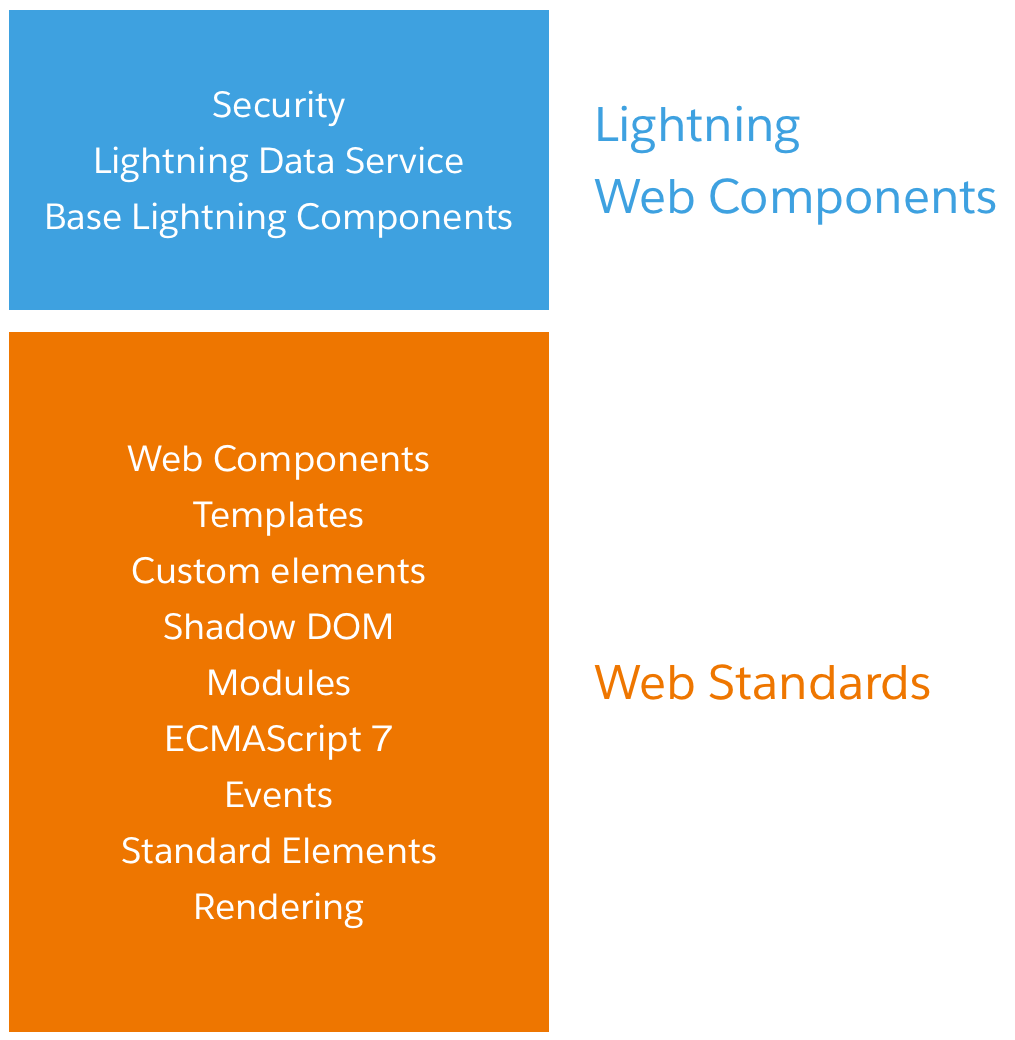 Security
Lightning Data Service
Base Lightning Components
Lightning
Web Components
Web Components
Templates
Custom elements
Shadow DOM
Modules
ECMAScript 7
Events
Standard Elements
Rendering
Web Standards